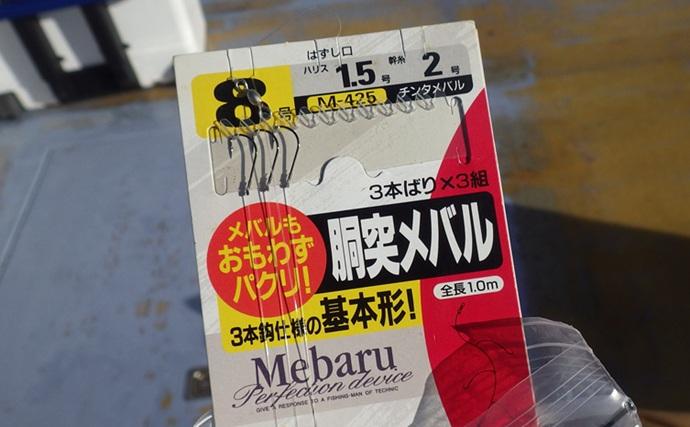 はずし口
8号 ハリス 1.5号 幹糸 2号
M-425 チンタメバル
3本ばり×3組
メバルも
おもわず
パクリ!
胴突メバル
全長1.0m
3本鈎仕様の基本形!
Mebaru
Perfection device
GIVE A RESPONSE TO A FISHING-MAN OF TECHNIC